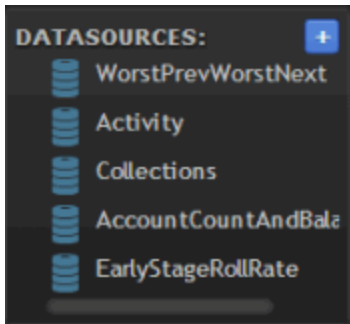 DATASOURCES: +
WorstPrevWorstNext
Activity
Collections
AccountCountAndBala
EarlyStageRollRate